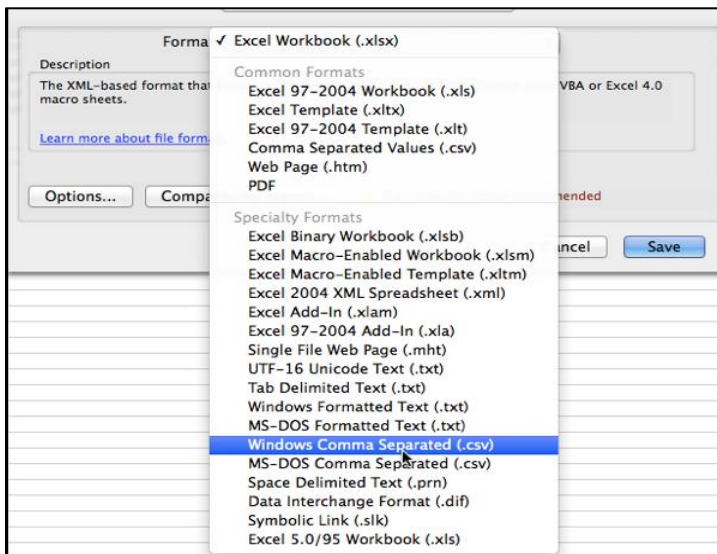 Forma ✓ Excel Workbook (.xlsx)
Description
Common Formats
The XML-based format that VBA or Excel 4.0
macro sheets.
Excel 97-2004 Workbook (.xls)
Excel Template (.xltx)
Excel 97-2004 Template (.xlt)
Learn more about file form
Comma Separated Values (.csv)
Web Page (.htm)
PDF
Options... Compa mended
Specialty Formats
Excel Binary Workbook (.xlsb)
ncel Save
Excel Macro-Enabled Workbook (.xlsm)
Excel Macro-Enabled Template (.xltm)
Excel 2004 XML Spreadsheet (.xml)
Excel Add-In (.xlam)
Excel 97-2004 Add-In (.xla)
Single File Web Page (.mht)
UTF-16 Unicode Text (.txt)
Tab Delimited Text (.txt)
Windows Formatted Text (.txt)
MS-DOS Formatted Text (.txt)
Windows Comma Separated (.csv)
MS-DOS Comma Separated (.csv)
Space Delimited Text (.prn)
Data Interchange Format (.dif)
Symbolic Link (.slk)
Excel 5.0/95 Workbook (.xls)